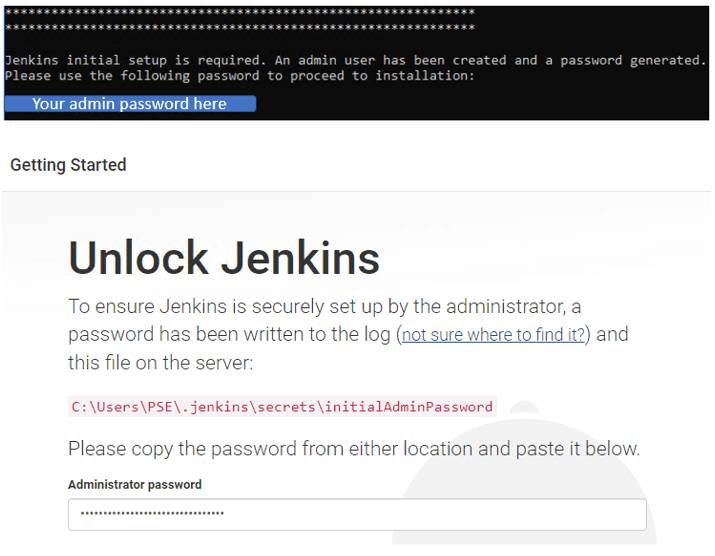 **************************************************************
**************************************************************
Jenkins initial setup is required. An admin user has been created and a password generated.
Please use the following password to proceed to installation:
Your admin password here
Getting Started
Unlock Jenkins
To ensure Jenkins is securely set up by the administrator, a
password has been written to the log (not sure where to find it?) and
this file on the server:
C:\Users\PSE\.jenkins\secrets\initialAdminPassword
Please copy the password from either location and paste it below.
Administrator password
••••••••••••••••••••••••••••••••